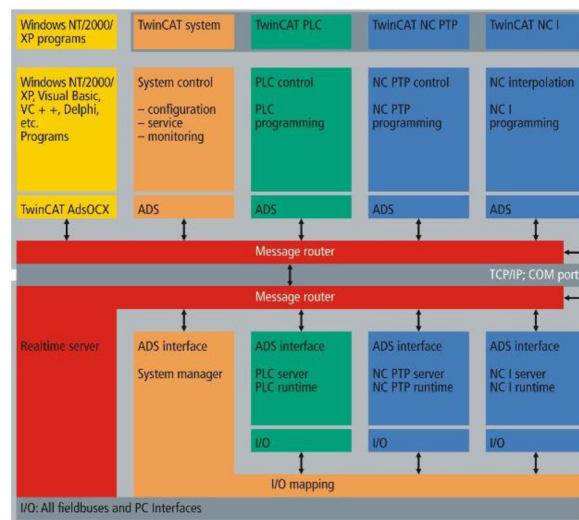 Windows NT/2000/
XP programs
TwinCAT system
TwinCAT PLC
TwinCAT NC PTP
TwinCAT NC I
Windows NT/2000/
XP, Visual Basic,
VC + +, Delphi,
etc.
Programs
System control
– configuration
– service
– monitoring
PLC control
PLC
programming
NC PTP control
NC PTP
programming
NC interpolation
NC I
programming
TwinCAT AdsOCX
ADS
ADS
ADS
ADS
Message router
TCP/IP; COM port
Message router
Realtime server
ADS interface
System manager
ADS interface
PLC server
PLC runtime
ADS interface
NC PTP server
NC PTP runtime
ADS interface
NC I server
NC I runtime
I/O
I/O
I/O
I/O mapping
I/O: All fieldbuses and PC Interfaces